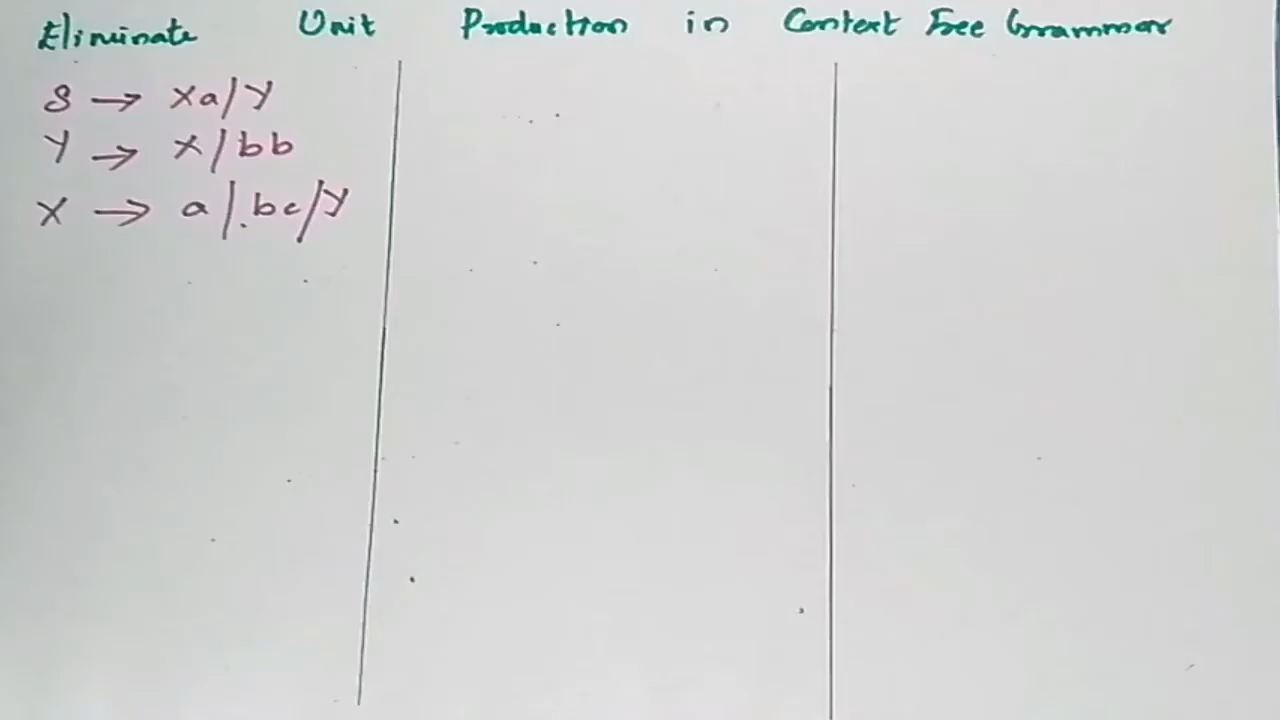 Eliminate Unit Production in Context Free Grammar
S → Xa/Y
Y → X/bb
X → a/bc/Y